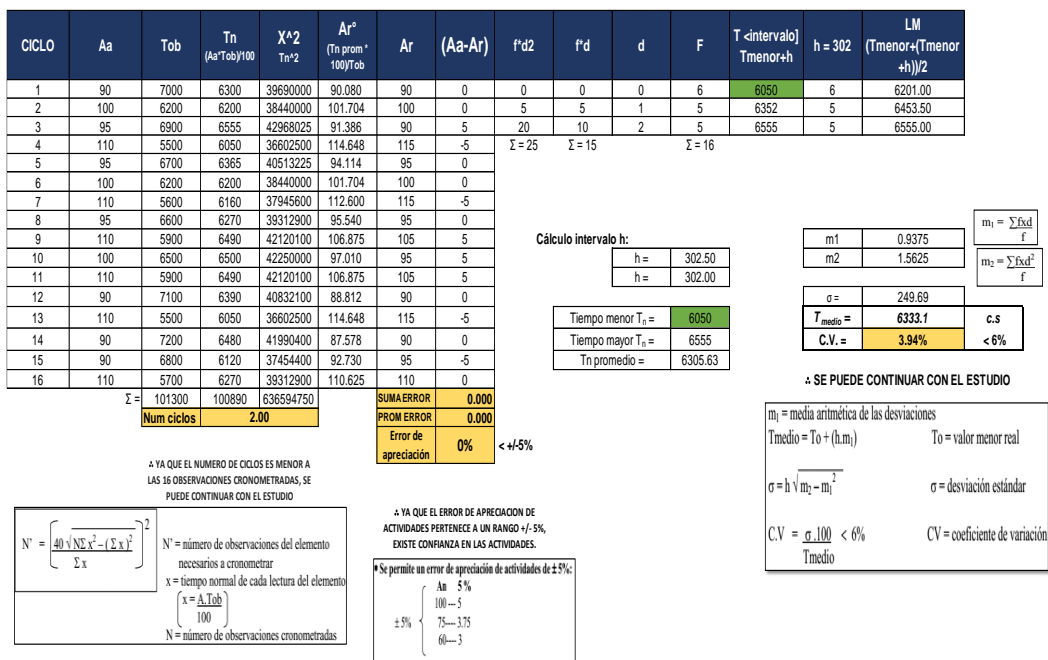 CICLO Aa Tob Tn (Aa*Tob)/100 X^2 Tn^2 Ar° (Tn prom * 100)/Tob Ar (Aa-Ar) f*d2 f*d d F T <intervalo] Tmenor+h h = 302 LM (Tmenor+(Tmenor +h))/2
1 90 7000 6300 39690000 90.080 90 0 0 0 0 6 6050 6 6201.00
2 100 6200 6200 38440000 101.704 100 0 5 5 1 5 6352 5 6453.50
3 95 6900 6555 42968025 91.386 90 5 20 10 2 5 6555 5 6555.00
4 110 5500 6050 36602500 114.648 115 -5 Σ = 25 Σ = 15 Σ = 16
5 95 6700 6365 40513225 94.114 95 0
6 100 6200 6200 38440000 101.704 100 0
7 110 5600 6160 37945600 112.600 115 -5
8 95 6600 6270 39312900 95.540 95 0
9 110 5900 6490 42120100 106.875 105 5
10 100 6500 6500 42250000 97.010 95 5
11 110 5900 6490 42120100 106.875 105 5
12 90 7100 6390 40832100 88.812 90 0
13 110 5500 6050 36602500 114.648 115 -5
14 90 7200 6480 41990400 87.578 90 0
15 90 6800 6120 37454400 92.730 95 -5
16 110 5700 6270 39312900 110.625 110 0
Σ = 101300 100890 636594750 SUMA ERROR 0.000
Num ciclos 2.00 PROM ERROR 0.000
Error de apreciación 0% < +/-5%
Cálculo intervalo h:
h = 302.50
h = 302.00
Tiempo menor Tn = 6050
Tiempo mayor Tn = 6555
Tn promedio = 6305.63
m1 0.9375
m2 1.5625
m₁ = ∑fxd
f
m₂ = ∑fxd²
f
σ = 249.69
Tmedio = 6333.1 c.s
C.V. = 3.94% < 6%
∴ SE PUEDE CONTINUAR CON EL ESTUDIO
m₁ = media aritmética de las desviaciones
Tmedio = To + (h.m₁) To = valor menor real
σ = h √ m₂ – m₁² σ = desviación estándar
C.V = σ .100 < 6% CV = coeficiente de variación
Tmedio
∴ YA QUE EL NUMERO DE CICLOS ES MENOR A
LAS 16 OBSERVACIONES CRONOMETRADAS, SE
PUEDE CONTINUAR CON EL ESTUDIO
N' = ( 40 √ NΣ x² – ( Σ x )² )²
Σ x
N' = número de observaciones del elemento
necesarios a cronometrar
x = tiempo normal de cada lectura del elemento
( x = A.Tob )
100
N = número de observaciones cronometradas
∴ YA QUE EL ERROR DE APRECIACION DE
ACTIVIDADES PERTENECE A UN RANGO +/- 5%,
EXISTE CONFIANZA EN LAS ACTIVIDADES.
* Se permite un error de apreciación de actividades de ± 5%:
An 5 %
100 --- 5
± 5% { 75---- 3.75
60---- 3